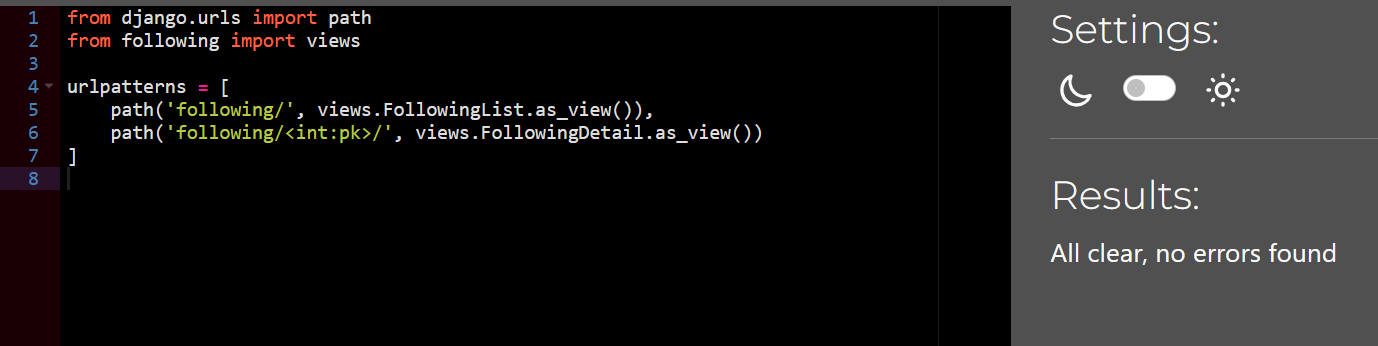 1 from django.urls import path
2 from following import views
3
4 urlpatterns = [
5     path('following/', views.FollowingList.as_view()),
6     path('following/<int:pk>/', views.FollowingDetail.as_view())
7 ]
8
Settings:
Results:
All clear, no errors found